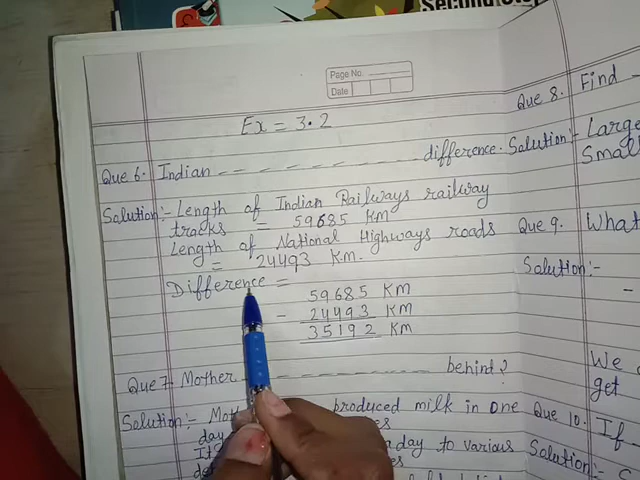 Second Step
Page No.
Date
Ex = 3.2
Que 6. Indian _ _ _ _ _ _ _ difference.
Solution:- Length of Indian Railways railway
tracks = 59685 KM
Length of National Highways roads
= 24493 KM.
Difference =
59685 KM
- 24493 KM
35192 KM
Que 7. Mother _ _ _ _ _ _ _ behind?
Solution:- produced milk in one
day
day to various
Que 8. Find
Solution:- Large
Small
Que 9. What
Solution:-
-
We
get
Que 10. If
Solution:-